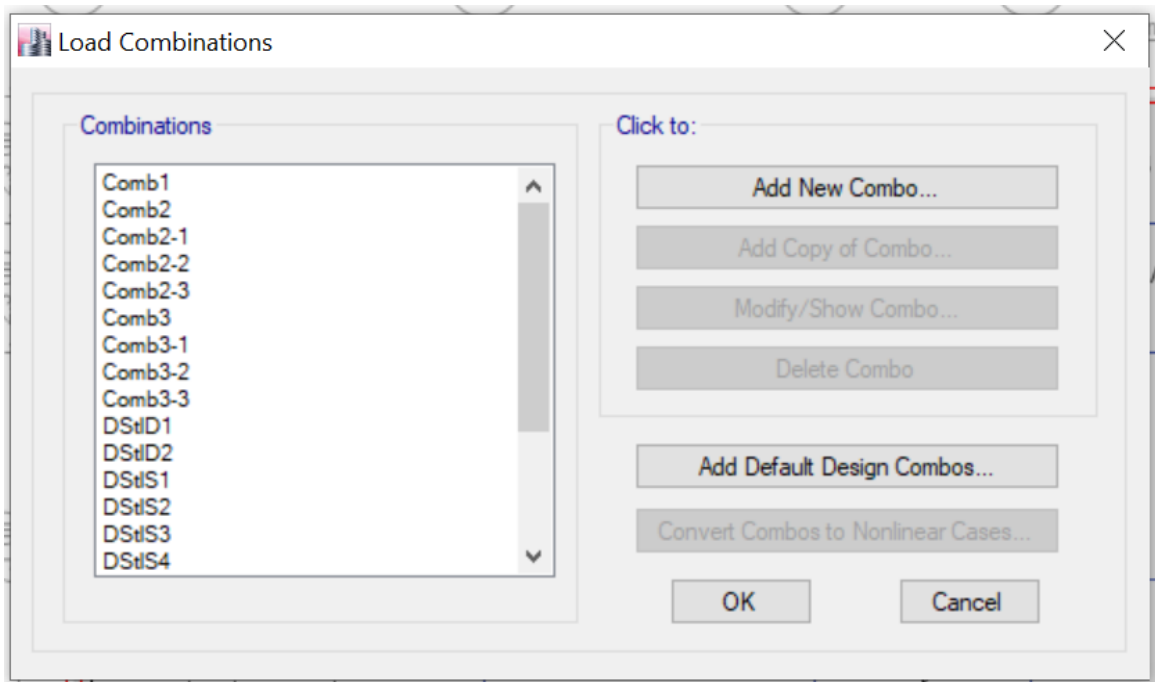 Load Combinations
Combinations
Comb1
Comb2
Comb2-1
Comb2-2
Comb2-3
Comb3
Comb3-1
Comb3-2
Comb3-3
DStlD1
DStlD2
DStlS1
DStlS2
DStlS3
DStlS4
Click to:
Add New Combo...
Add Copy of Combo...
Modify/Show Combo...
Delete Combo
Add Default Design Combos...
Convert Combos to Nonlinear Cases...
OK
Cancel